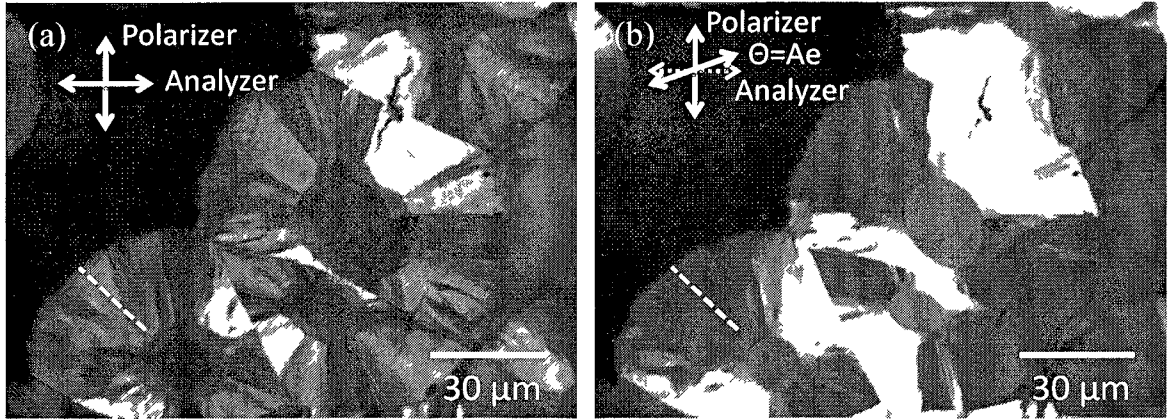 (a)
Polarizer
Analyzer
30 µm
(b)
Polarizer
Θ=Ae
Analyzer
30 µm